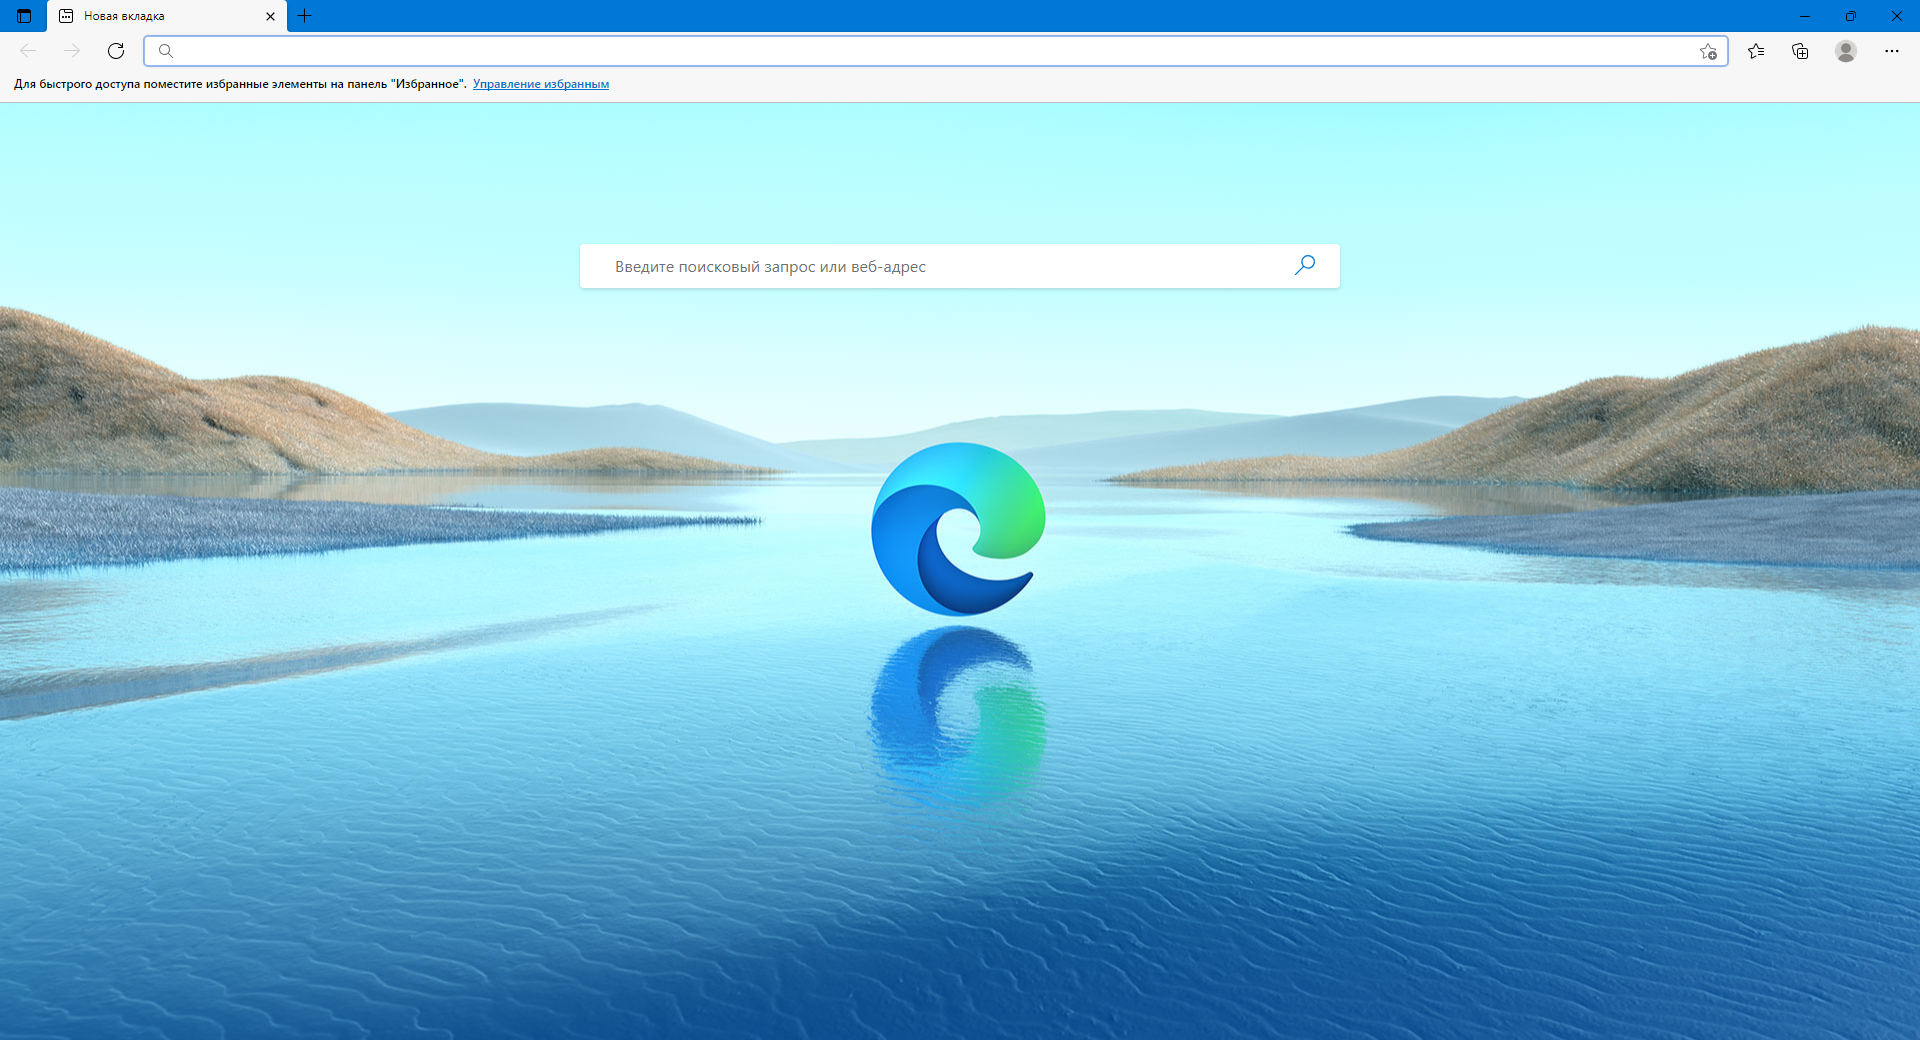 Новая вкладка
Для быстрого доступа поместите избранные элементы на панель "Избранное". Управление избранным
Введите поисковый запрос или веб-адрес